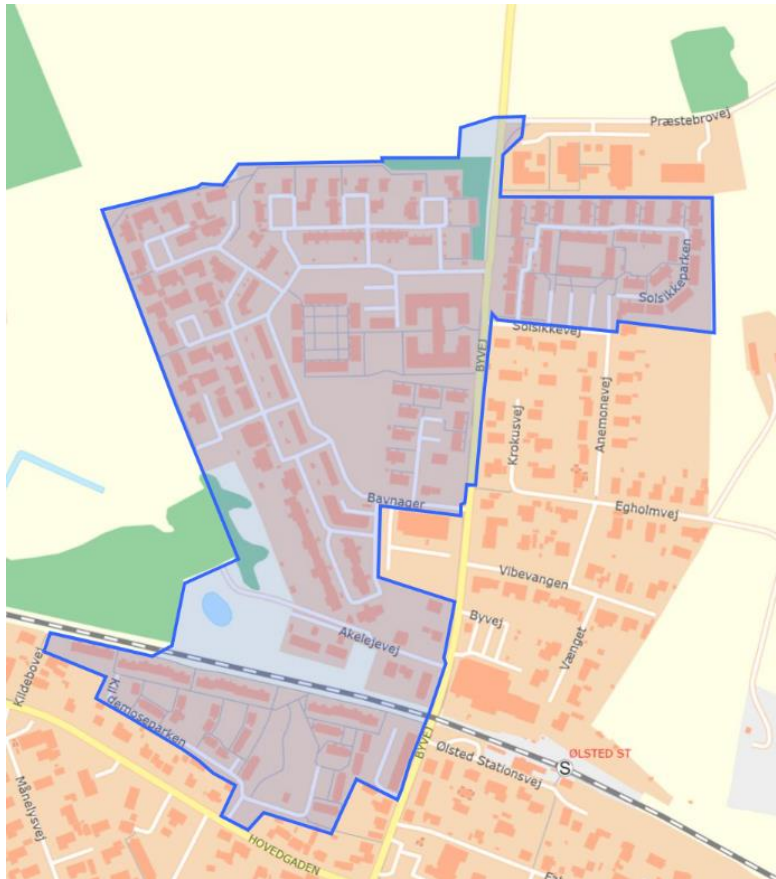 Præstebrovej
Solsikkeparken
Solsikkevej
BYVEJ
Krokusvej
Anemonevej
Bavnager
Egholmvej
Vibevangen
Byvej
Vænget
Akelejevej
Kildebovej
Kildemoseparken
BYVEJ
Ølsted Stationsvej
ØLSTED ST
S
Månelysvej
HOVEDGADEN